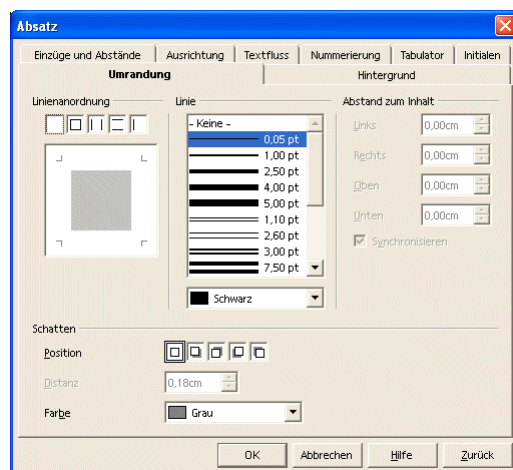 Absatz
Einzüge und Abstände Ausrichtung Textfluss Nummerierung Tabulator Initialen
Umrandung Hintergrund
Linienanordnung
Linie
- Keine -
0,05 pt
1,00 pt
2,50 pt
4,00 pt
5,00 pt
1,10 pt
2,60 pt
3,00 pt
7,50 pt
Schwarz
Abstand zum Inhalt
Links 0,00cm
Rechts 0,00cm
Oben 0,00cm
Unten 0,00cm
Synchronisieren
Schatten
Position
Distanz 0,18cm
Farbe Grau
OK Abbrechen Hilfe Zurück